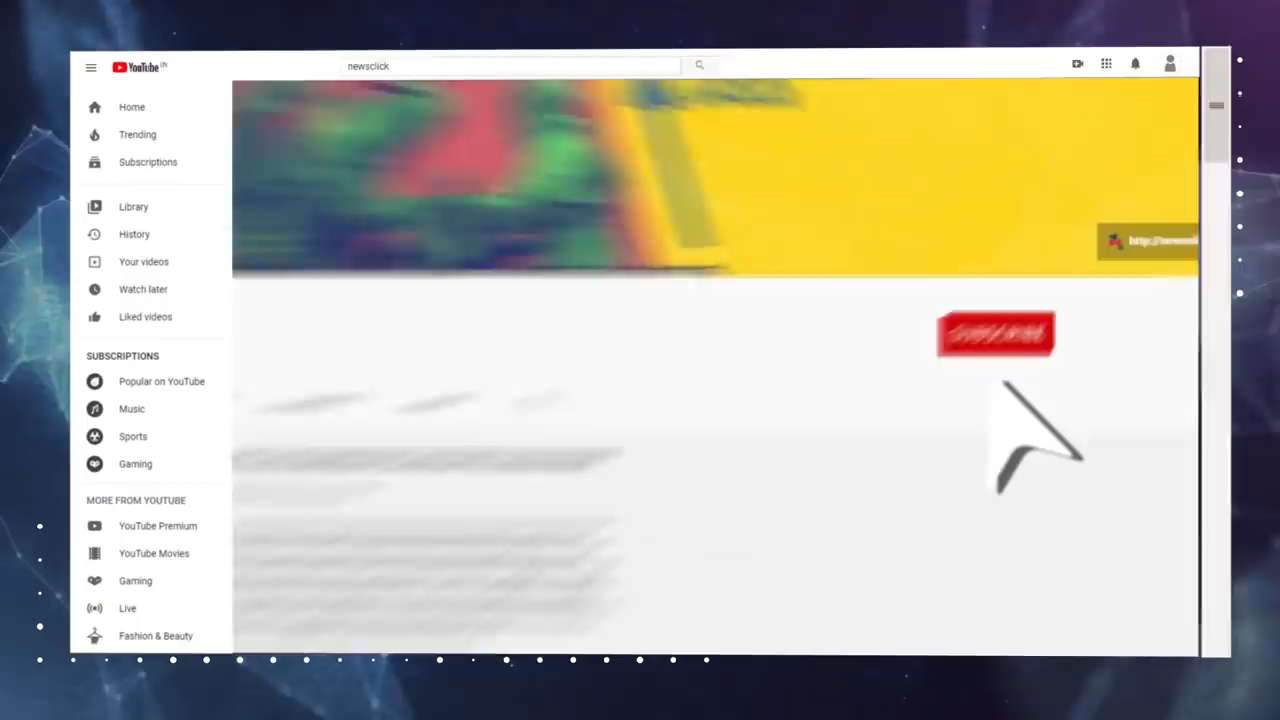 YouTube IN
newsclick
Home
Trending
Subscriptions
Library
History
Your videos
Watch later
Liked videos
SUBSCRIPTIONS
Popular on YouTube
Music
Sports
Gaming
MORE FROM YOUTUBE
YouTube Premium
YouTube Movies
Gaming
Live
Fashion & Beauty
SUBSCRIBE